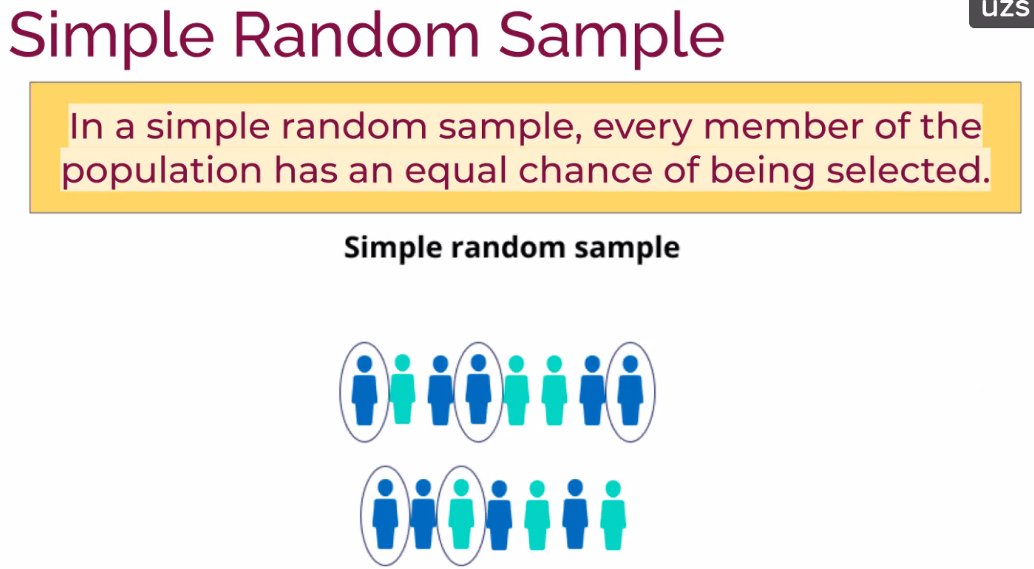 uzs
Simple Random Sample
In a simple random sample, every member of the
population has an equal chance of being selected.
Simple random sample